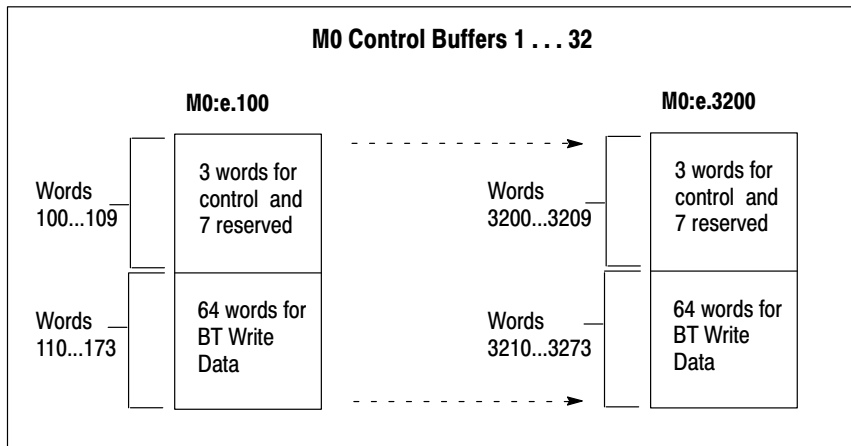 M0 Control Buffers 1 . . . 32
M0:e.100
Words
100...109
3 words for
control and
7 reserved
Words
110...173
64 words for
BT Write
Data
M0:e.3200
Words
3200...3209
3 words for
control and
7 reserved
Words
3210...3273
64 words for
BT Write
Data